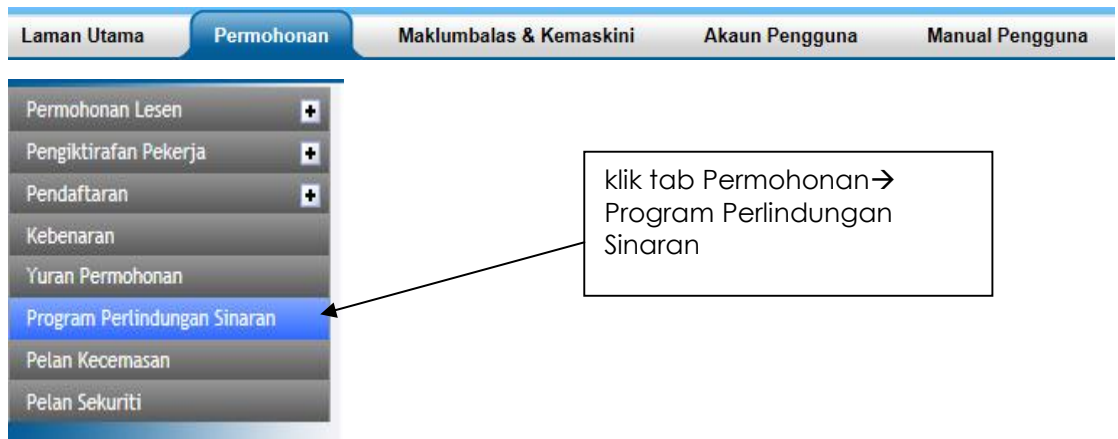 Laman Utama Permohonan Maklumbalas & Kemaskini Akaun Pengguna Manual Pengguna
Permohonan Lesen
Pengiktirafan Pekerja
Pendaftaran
Kebenaran
Yuran Permohonan
Program Perlindungan Sinaran
Pelan Kecemasan
Pelan Sekuriti
klik tab Permohonan→
Program Perlindungan
Sinaran